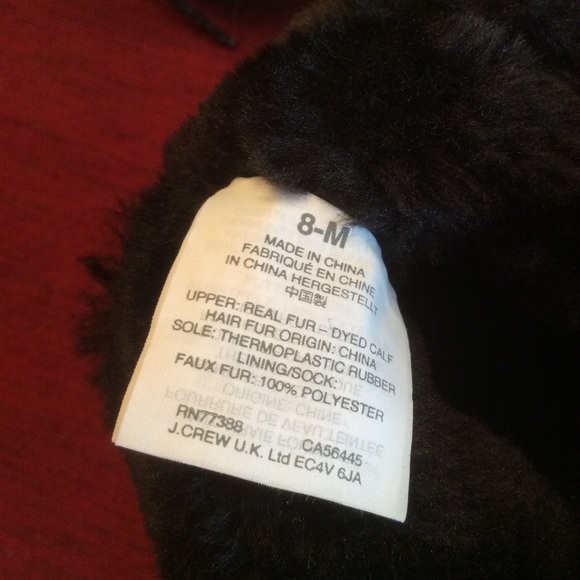 8-M
MADE IN CHINA
FABRIQUÉ EN CHINE
IN CHINA HERGESTELLT
中国製
UPPER: REAL FUR – DYED CALF
HAIR FUR ORIGIN: CHINA
SOLE: THERMOPLASTIC RUBBER
LINING/SOCK:
FAUX FUR: 100% POLYESTER
RN77388 CA56445
J.CREW U.K. Ltd EC4V 6JA